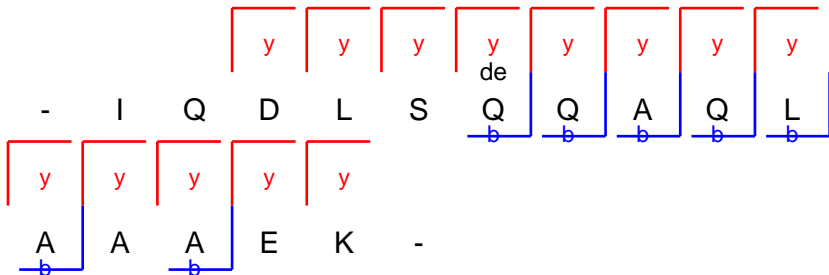 y y y y y y y y
de
- I Q D L S Q Q A Q L
b b b b b
y y y y y
A A A E K -
b b